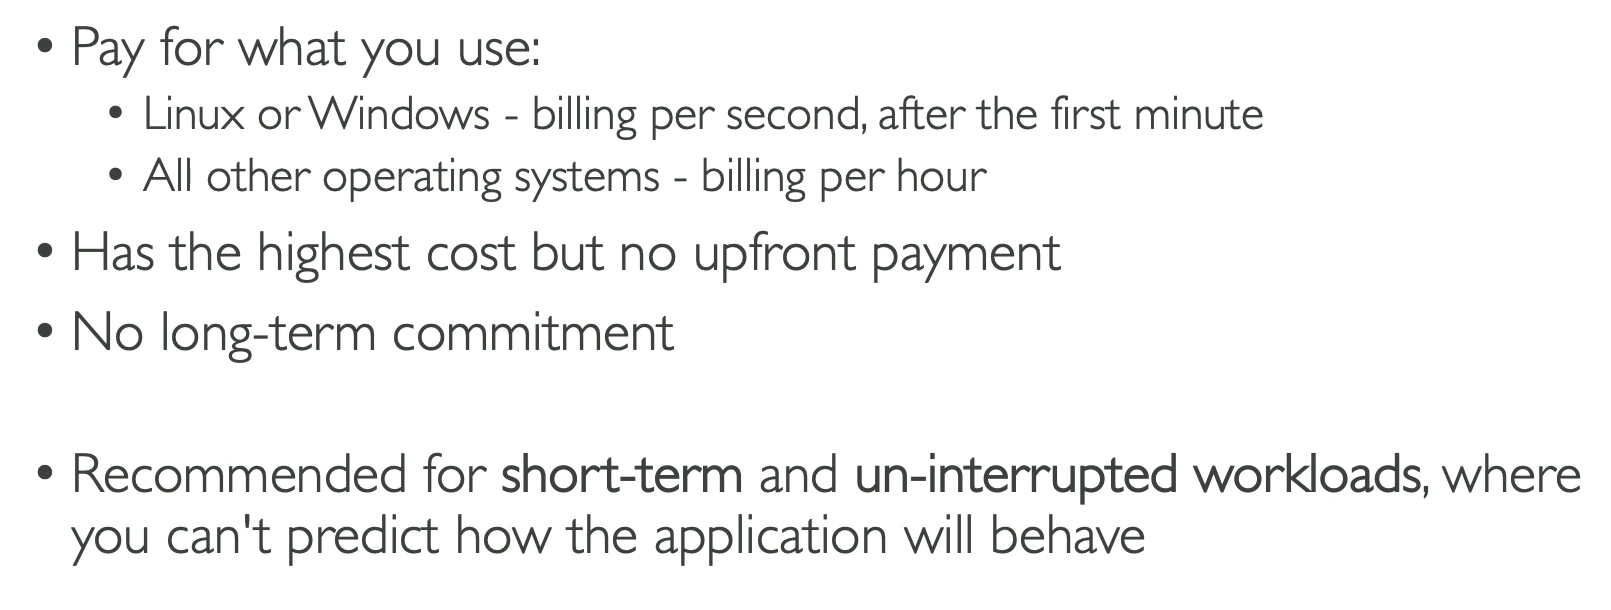 • Pay for what you use:
• Linux or Windows - billing per second, after the first minute
• All other operating systems - billing per hour
• Has the highest cost but no upfront payment
• No long-term commitment
• Recommended for short-term and un-interrupted workloads, where
you can't predict how the application will behave